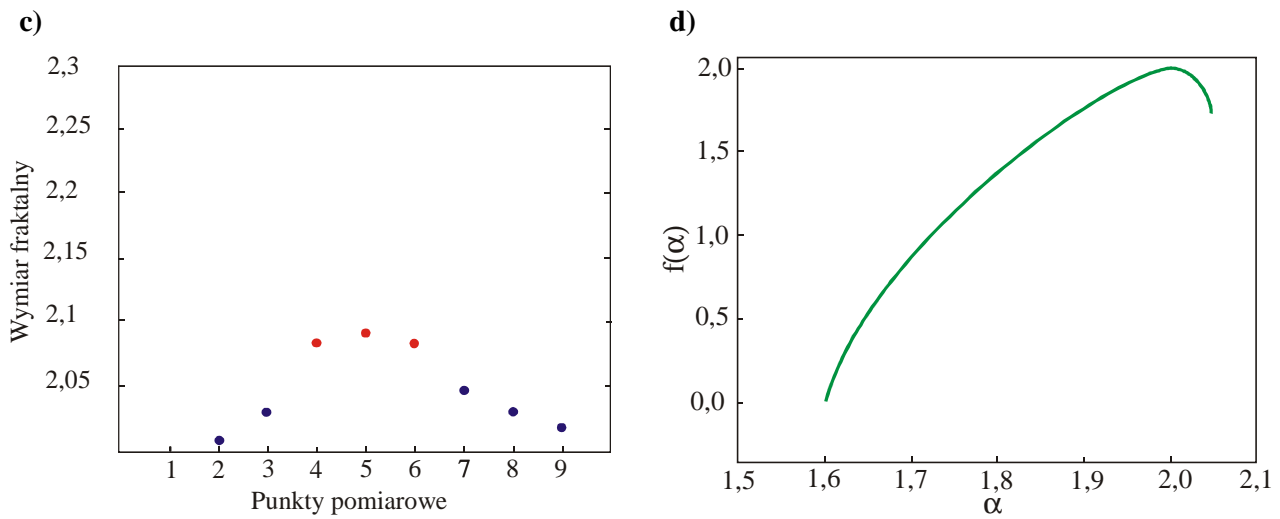 c)
2,3
2,25
2,2
2,15
2,1
2,05
Wymiar fraktalny
1 2 3 4 5 6 7 8 9
Punkty pomiarowe
d)
2,0
1,5
1,0
0,5
0,0
f(α)
1,5 1,6 1,7 1,8 1,9 2,0 2,1
α